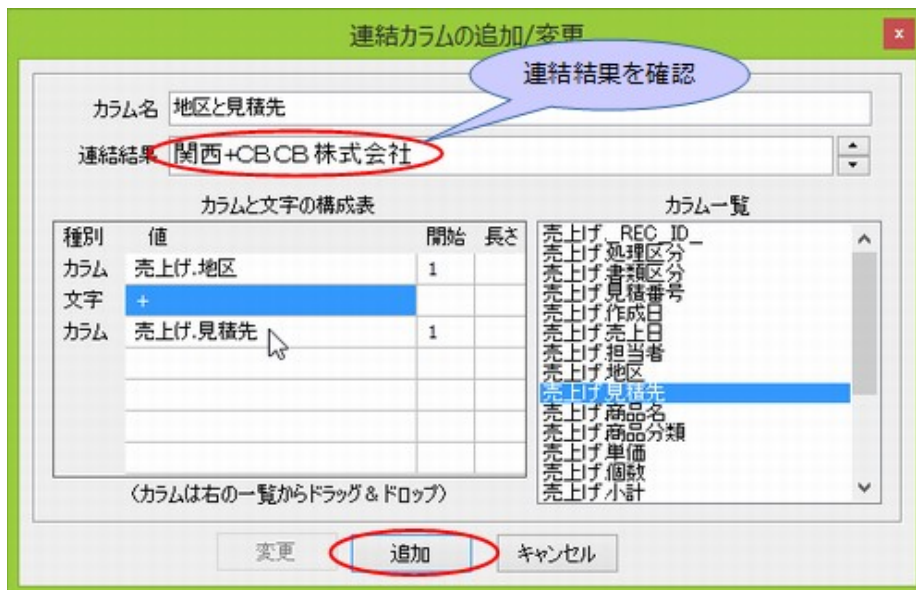 連結カラムの追加/変更
x
連結結果を確認
カラム名 地区と見積先
連結結果 関西+CBCB株式会社
カラムと文字の構成表
種別 値 開始 長さ
カラム 売上げ.地区 1
文字 +
カラム 売上げ.見積先 1
(カラムは右の一覧からドラッグ&ドロップ)
カラム一覧
売上げ._REC_ID_
売上げ.処理区分
売上げ.書類区分
売上げ.見積番号
売上げ.作成日
売上げ.売上日
売上げ.担当者
売上げ.地区
売上げ.見積先
売上げ.商品名
売上げ.商品分類
売上げ.単価
売上げ.個数
売上げ.小計
変更 追加 キャンセル